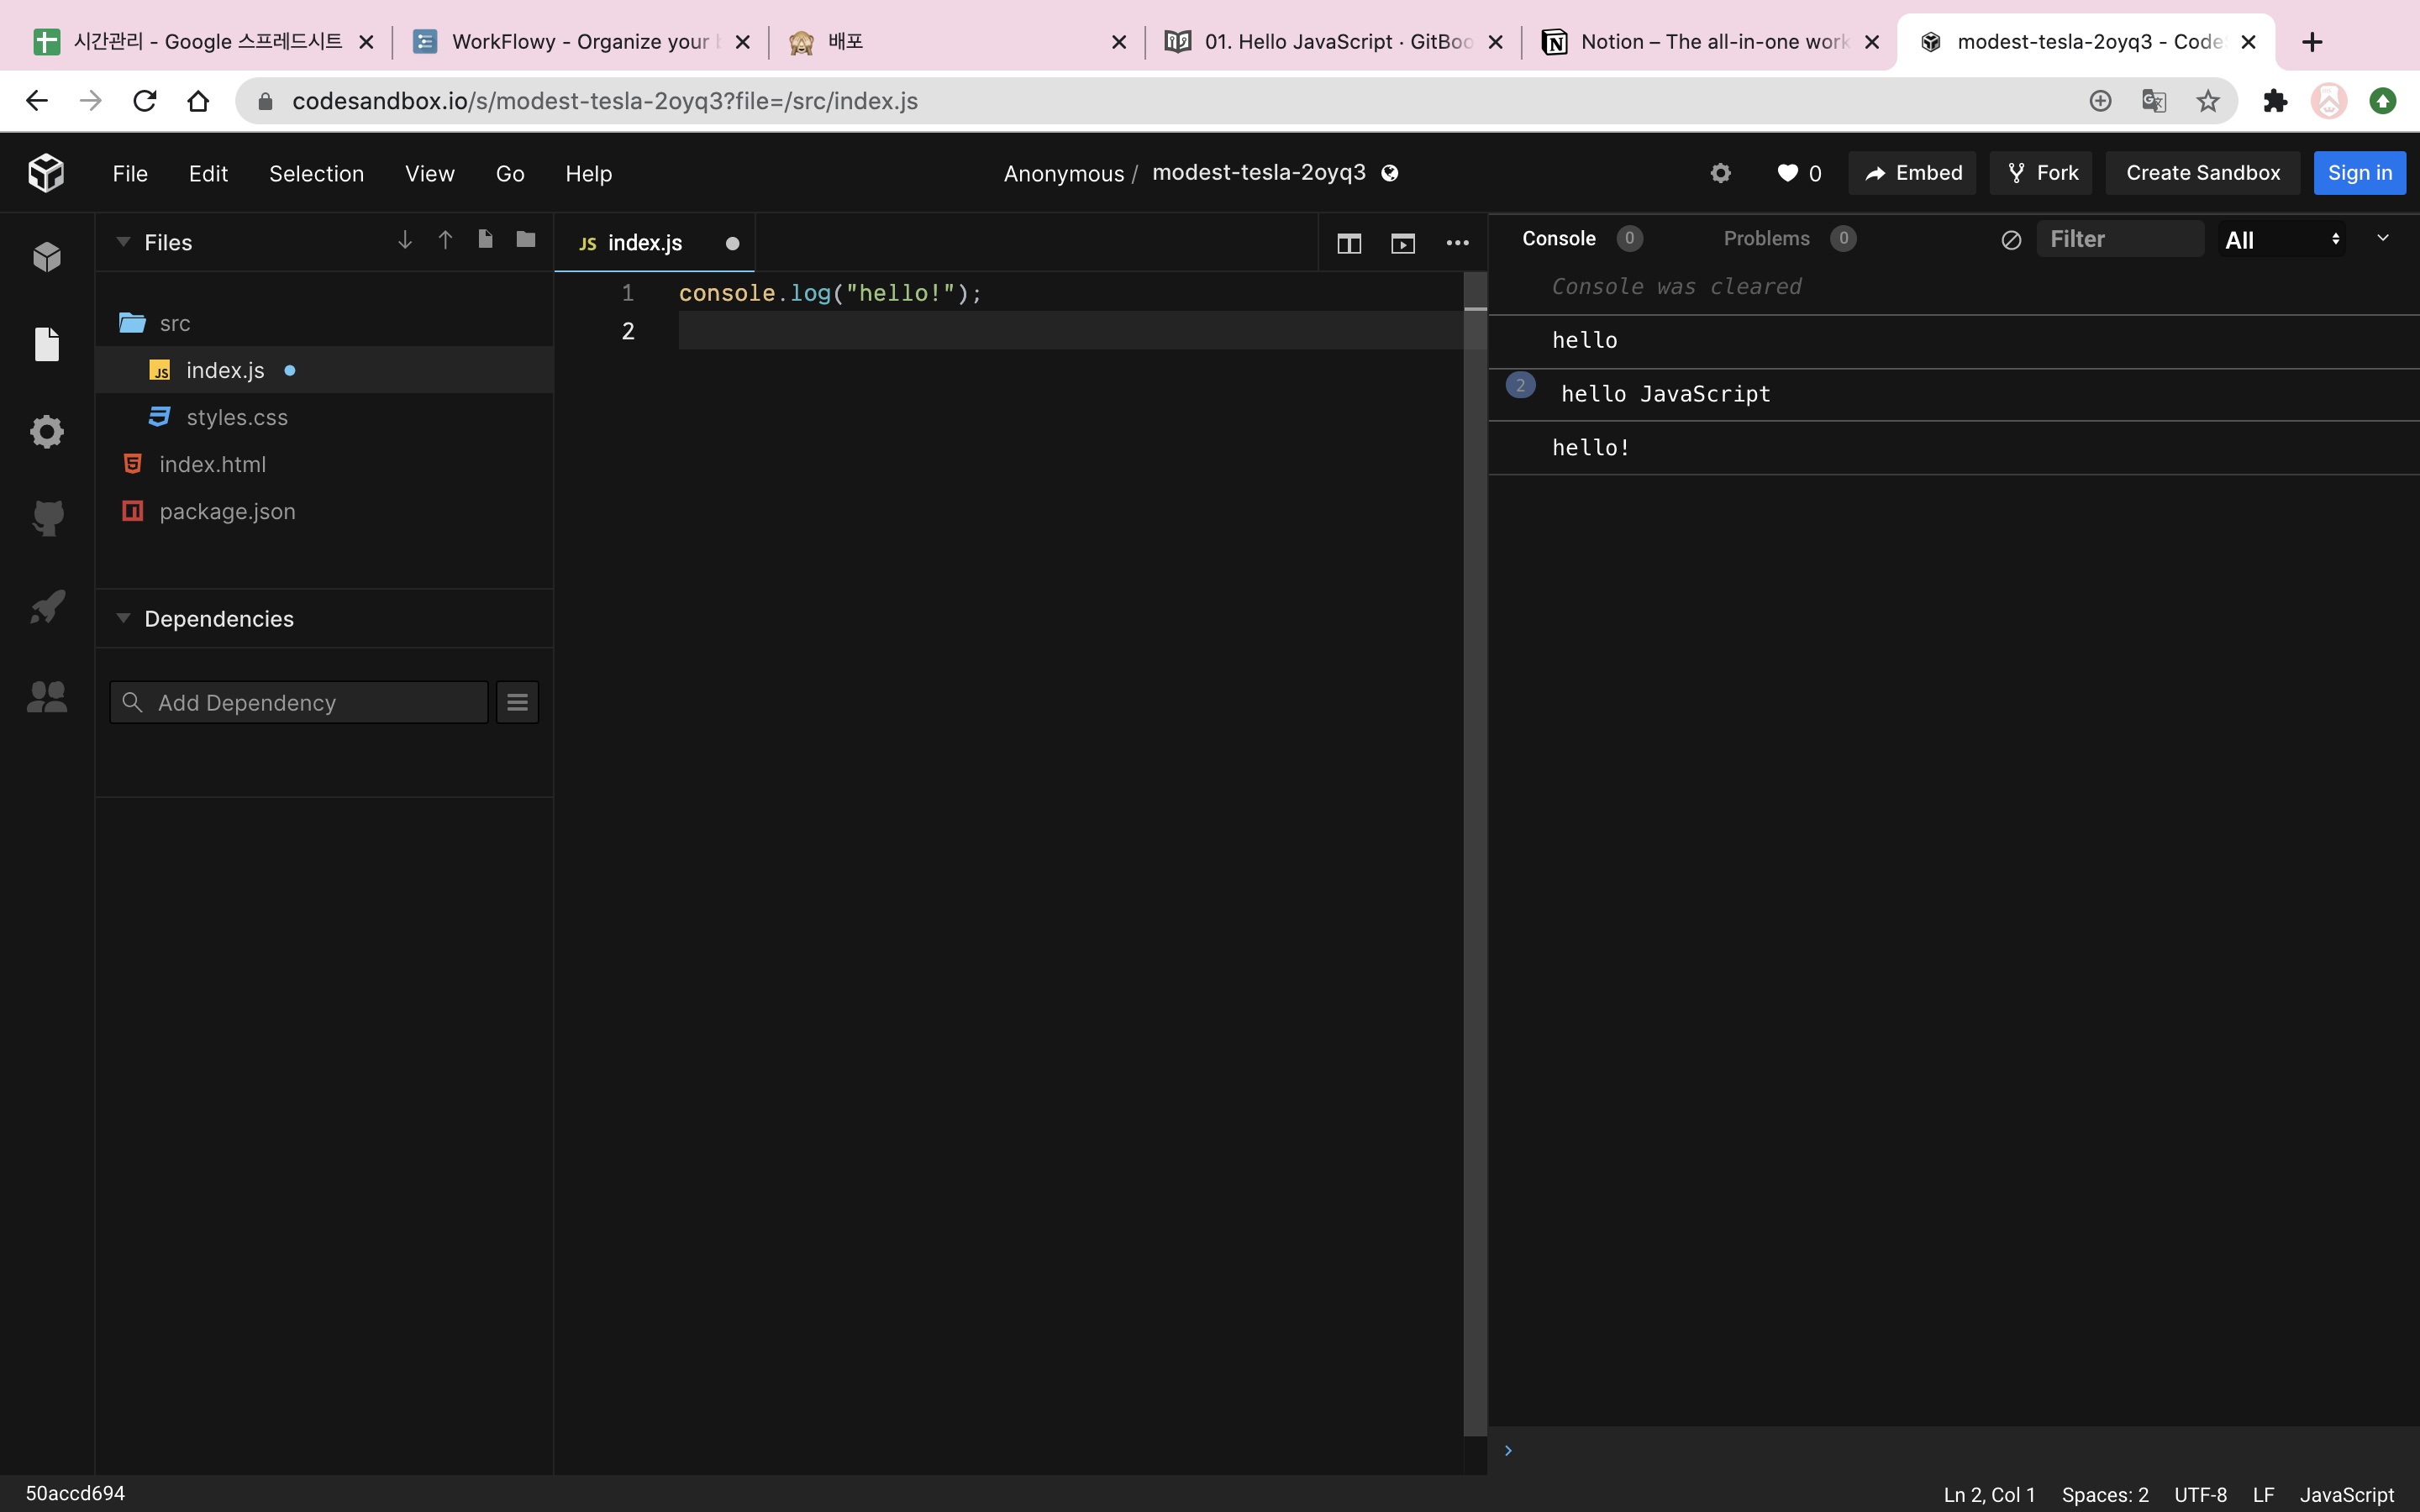 시간관리 - Google 스프레드시트
WorkFlowy - Organize your
배포
01. Hello JavaScript · GitBoo
Notion – The all-in-one work
modest-tesla-2oyq3 - Code
codesandbox.io/s/modest-tesla-2oyq3?file=/src/index.js
File Edit Selection View Go Help
Anonymous / modest-tesla-2oyq3
0 Embed Fork Create Sandbox Sign in
Files
src
JS index.js
styles.css
index.html
package.json
Dependencies
Add Dependency
JS index.js
1 console.log("hello!");
2
Console 0 Problems 0 Filter All
Console was cleared
hello
2 hello JavaScript
hello!
50accd694
Ln 2, Col 1 Spaces: 2 UTF-8 LF JavaScript